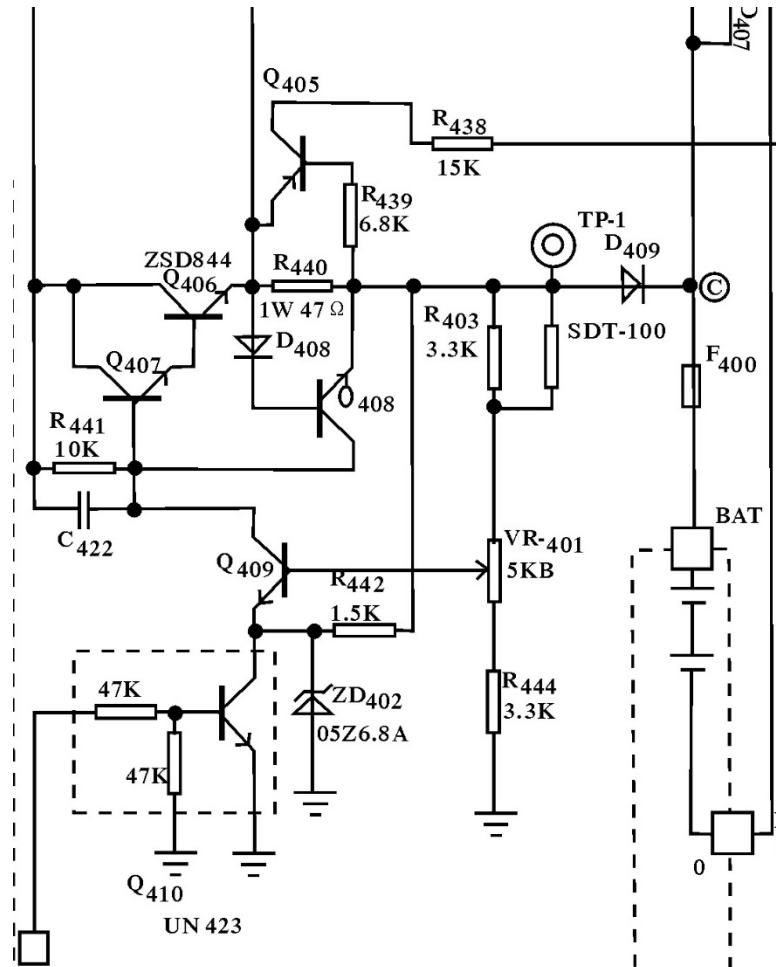 D407
Q405
R438
15K
R439
6.8K
TP-1
D409
ZSD844
Q406
R440
1W 47 Ω
C
R403
3.3K
SDT-100
D408
F400
Q407
408
R441
10K
C422
BAT
VR-401
5KB
Q409
R442
1.5K
47K
ZD402
05Z6.8A
R444
3.3K
47K
0
Q410
UN 423